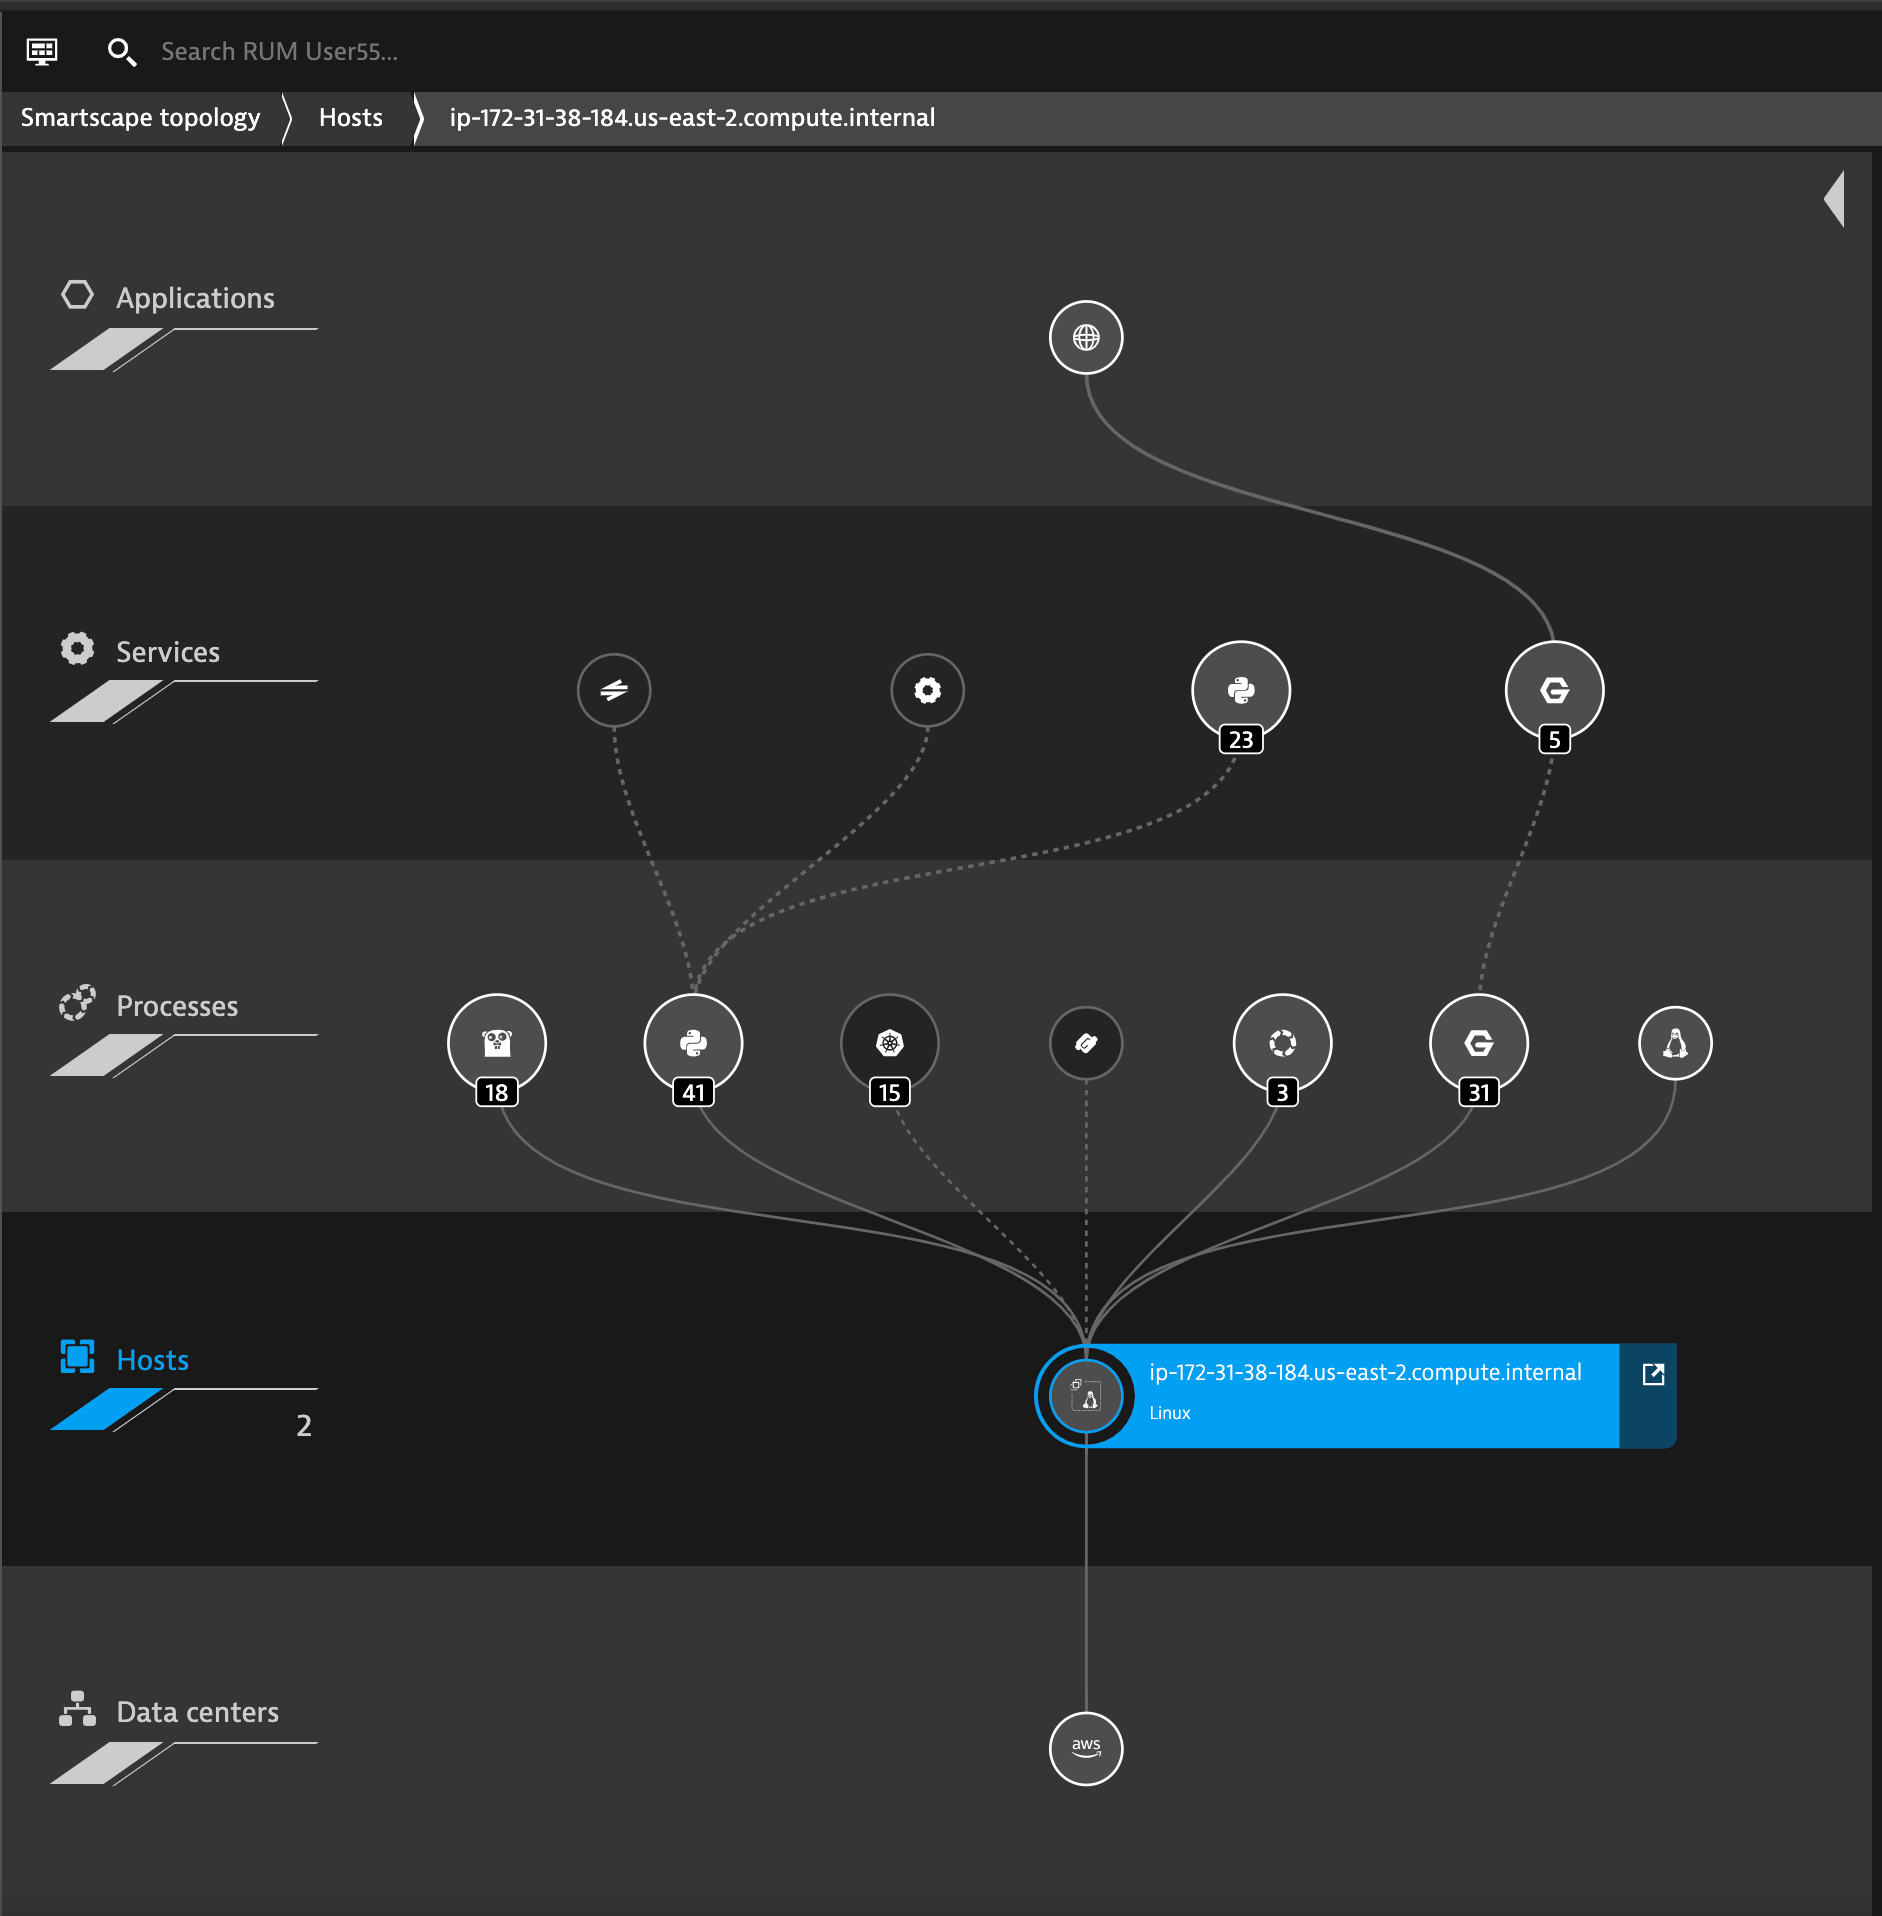 Search RUM User55...
Smartscape topology
Hosts
ip-172-31-38-184.us-east-2.compute.internal
Applications
Services
23
5
Processes
18
41
15
3
31
Hosts
2
ip-172-31-38-184.us-east-2.compute.internal
Linux
Data centers
aws